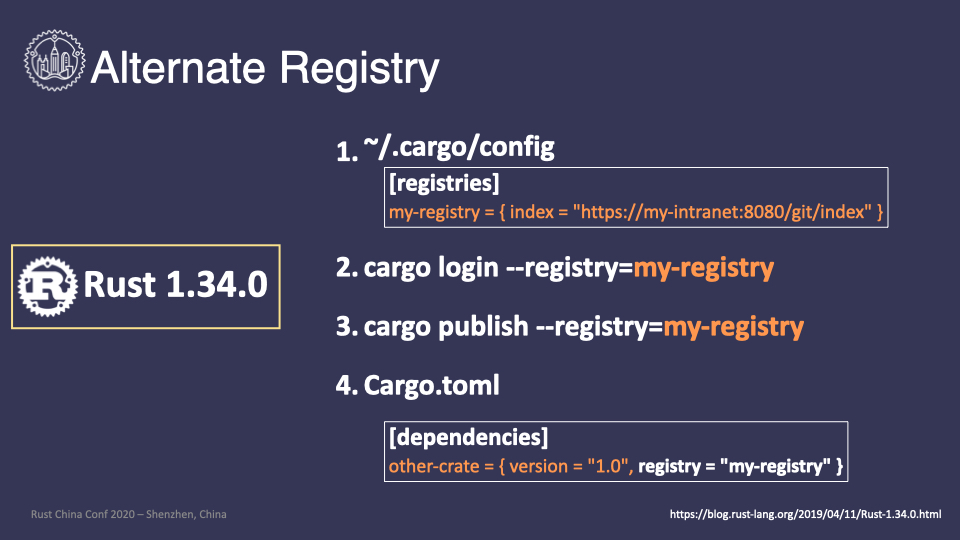 Alternate Registry
1. ~/.cargo/config
[registries]
my-registry = { index = "https://my-intranet:8080/git/index" }
Rust 1.34.0
2. cargo login --registry=my-registry
3. cargo publish --registry=my-registry
4. Cargo.toml
[dependencies]
other-crate = { version = "1.0", registry = "my-registry" }
Rust China Conf 2020 – Shenzhen, China
https://blog.rust-lang.org/2019/04/11/Rust-1.34.0.html